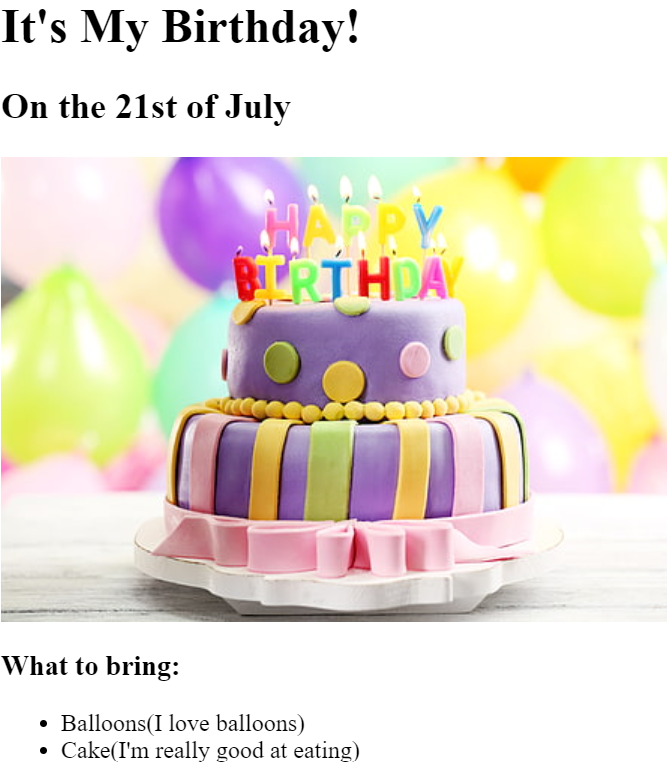 It's My Birthday!
On the 21st of July
HAPPY
BIRTHDAY
What to bring:
Balloons(I love balloons)
Cake(I'm really good at eating)